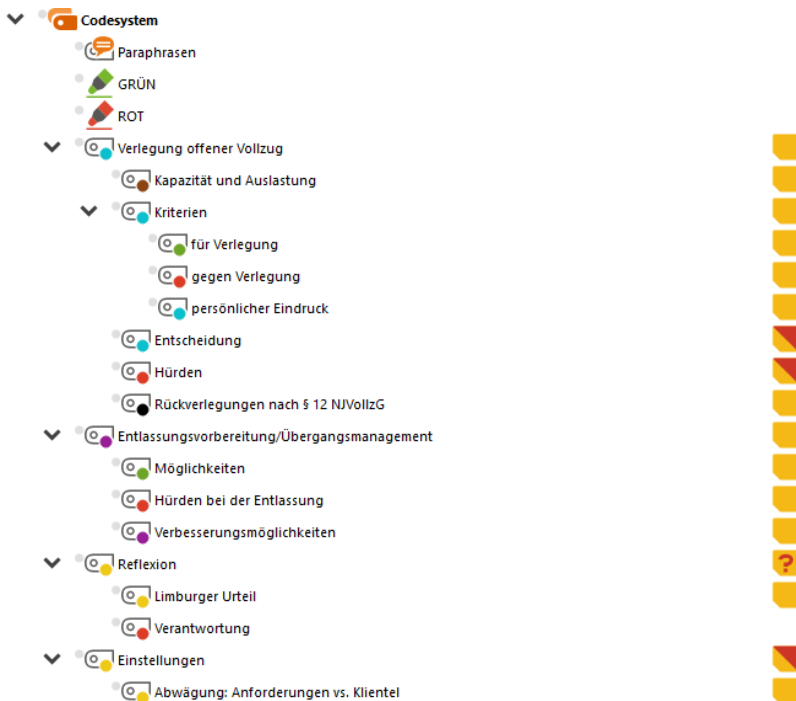 Codesystem
Paraphrasen
GRÜN
ROT
Verlegung offener Vollzug
Kapazität und Auslastung
Kriterien
für Verlegung
gegen Verlegung
persönlicher Eindruck
Entscheidung
Hürden
Rückverlegungen nach § 12 NJVollzG
Entlassungsvorbereitung/Übergangsmanagement
Möglichkeiten
Hürden bei der Entlassung
Verbesserungsmöglichkeiten
Reflexion ?
Limburger Urteil
Verantwortung
Einstellungen
Abwägung: Anforderungen vs. Klientel